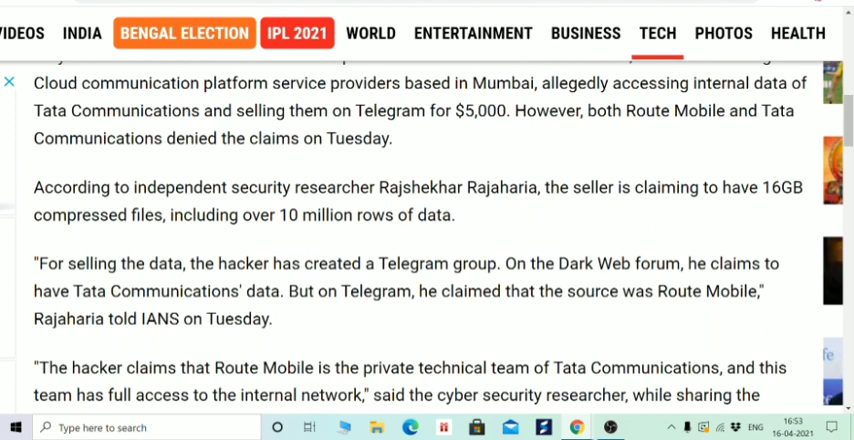 VIDEOS INDIA BENGAL ELECTION IPL 2021 WORLD ENTERTAINMENT BUSINESS TECH PHOTOS HEALTH
Cloud communication platform service providers based in Mumbai, allegedly accessing internal data of
Tata Communications and selling them on Telegram for $5,000. However, both Route Mobile and Tata
Communications denied the claims on Tuesday.
According to independent security researcher Rajshekhar Rajaharia, the seller is claiming to have 16GB
compressed files, including over 10 million rows of data.
"For selling the data, the hacker has created a Telegram group. On the Dark Web forum, he claims to
have Tata Communications' data. But on Telegram, he claimed that the source was Route Mobile,"
Rajaharia told IANS on Tuesday.
"The hacker claims that Route Mobile is the private technical team of Tata Communications, and this
team has full access to the internal network," said the cyber security researcher, while sharing the
Type here to search
ENG
16:53
16-04-2021